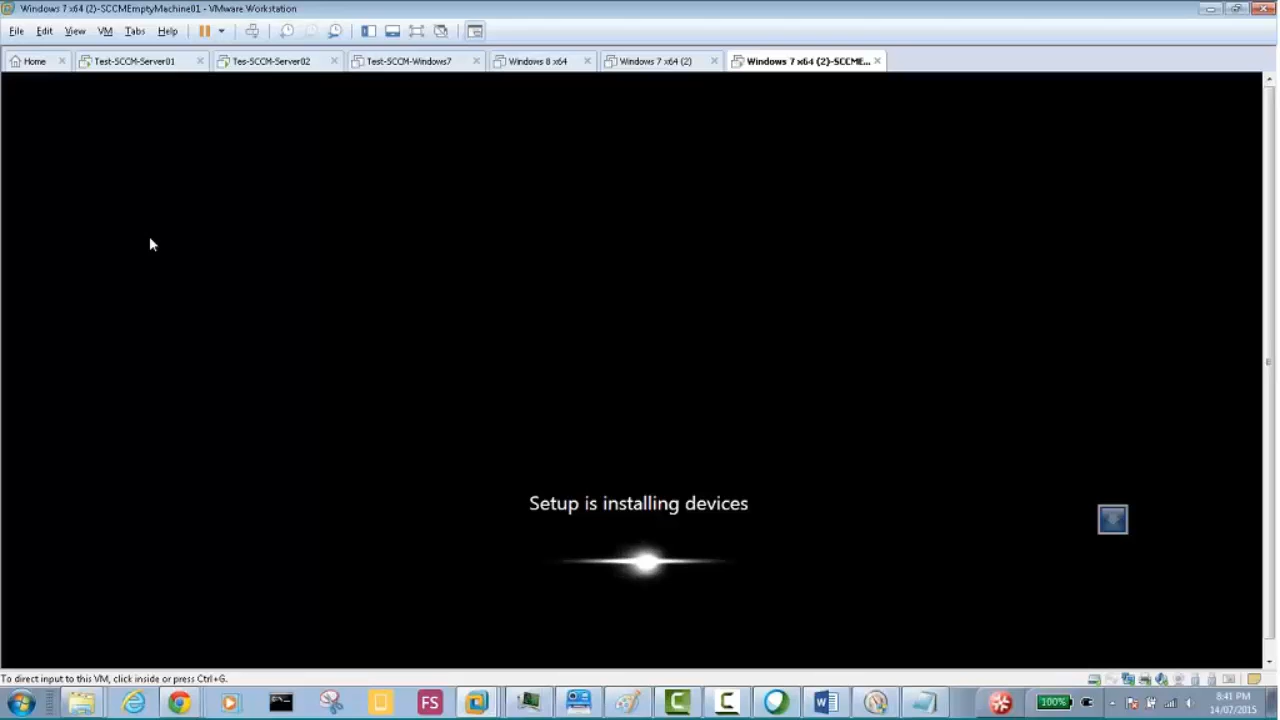 Windows 7 x64 (2)-SCCMEmptyMachine01 - VMware Workstation
File Edit View VM Tabs Help
Home Test-SCCM-Server01 Tes-SCCM-Server02 Test-SCCM-Windows7 Windows 8 x64 Windows 7 x64 (2) Windows 7 x64 (2)-SCCME...
Setup is installing devices
To direct input to this VM, click inside or press Ctrl+G.
FS
100%
8:41 PM
14/07/2015